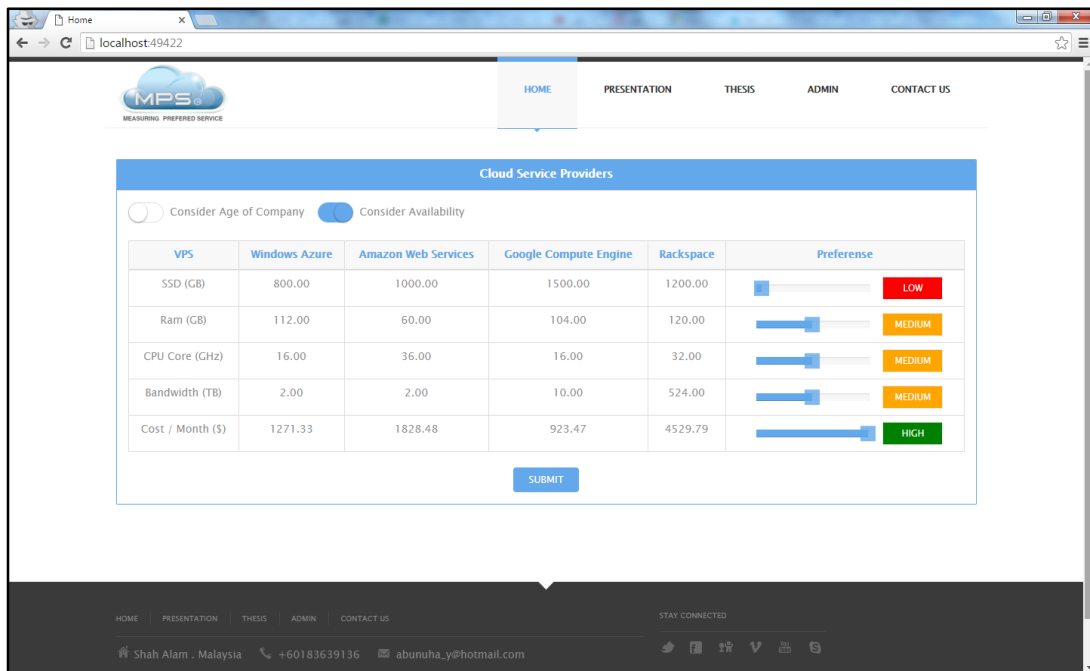 Home
localhost:49422
MPS
MEASURING PREFERED SERVICE
HOME PRESENTATION THESIS ADMIN CONTACT US
Cloud Service Providers
Consider Age of Company Consider Availability
VPS Windows Azure Amazon Web Services Google Compute Engine Rackspace Preferense
SSD (GB) 800.00 1000.00 1500.00 1200.00 LOW
Ram (GB) 112.00 60.00 104.00 120.00 MEDIUM
CPU Core (GHz) 16.00 36.00 16.00 32.00 MEDIUM
Bandwidth (TB) 2.00 2.00 10.00 524.00 MEDIUM
Cost / Month ($) 1271.33 1828.48 923.47 4529.79 HIGH
SUBMIT
HOME PRESENTATION THESIS ADMIN CONTACT US
STAY CONNECTED
Shah Alam . Malaysia +60183639136 abunuha_y@hotmail.com